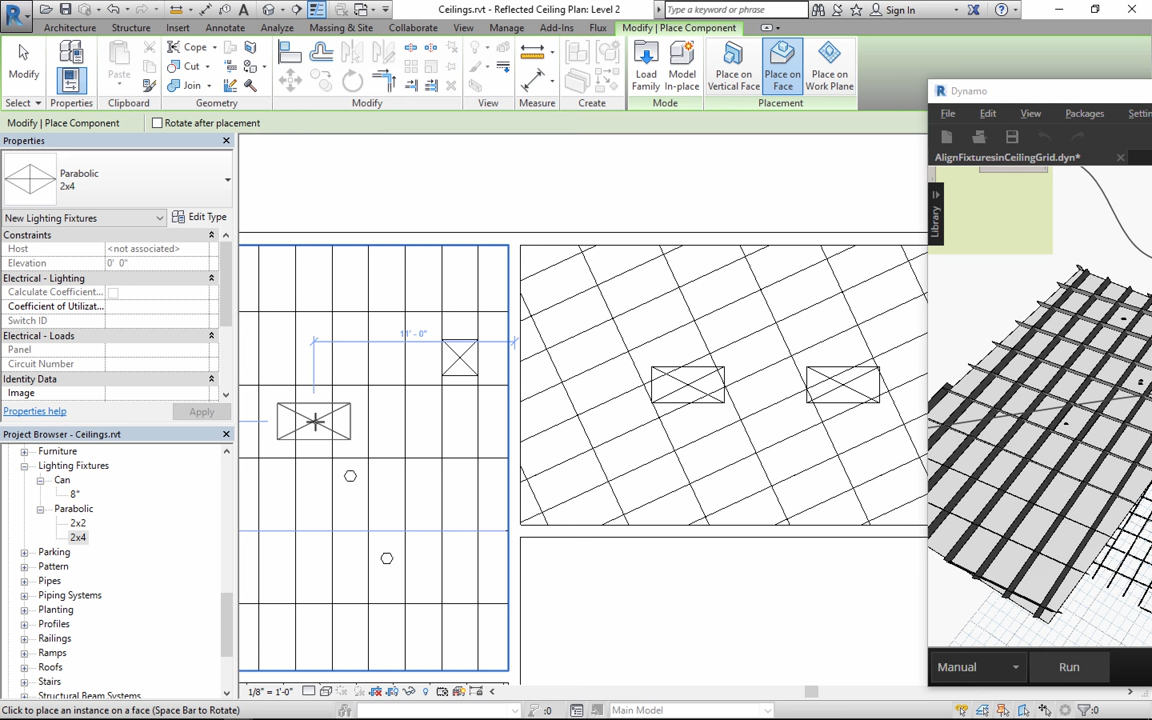 Ceilings.rvt - Reflected Ceiling Plan: Level 2
Type a keyword or phrase
Sign In
Architecture Structure Insert Annotate Analyze Massing & Site Collaborate View Manage Add-Ins Flux Modify | Place Component
Modify
Paste
Cope
Cut
Join
Load Family
Model In-place
Place on Vertical Face
Place on Face
Place on Work Plane
Select Properties Clipboard Geometry Modify View Measure Create Mode Placement
Modify | Place Component
Rotate after placement
Properties
Parabolic
2x4
New Lighting Fixtures
Edit Type
Constraints
Host <not associated>
Elevation 0' 0"
Electrical - Lighting
Calculate Coefficient...
Coefficient of Utilizat...
Switch ID
Electrical - Loads
Panel
Circuit Number
Identity Data
Image
Properties help
Apply
Project Browser - Ceilings.rvt
Furniture
Lighting Fixtures
Can
8"
Parabolic
2x2
2x4
Parking
Pattern
Pipes
Piping Systems
Planting
Profiles
Railings
Ramps
Roofs
Stairs
Structural Beam Systems
11' - 0"
1/8" = 1'-0"
Click to place an instance on a face (Space Bar to Rotate)
:0
Main Model
:0
Dynamo
File Edit View Packages Settin
AlignFixturesinCeilingGrid.dyn*
Library
Manual
Run